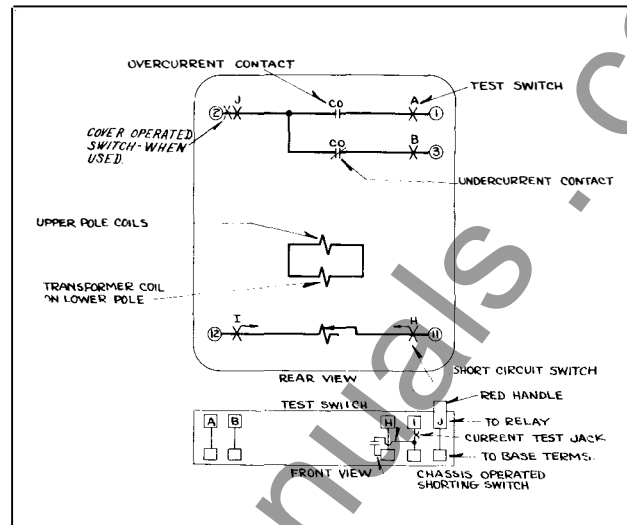 OVERCURRENT CONTACT
TEST SWITCH
2 J CO A 1
COVER OPERATED
SWITCH-WHEN
USED.
CO B 3
UNDERCURRENT CONTACT
UPPER POLE COILS
TRANSFORMER COIL
ON LOWER POLE
12 I H 11
REAR VIEW
SHORT CIRCUIT SWITCH
RED HANDLE
TEST SWITCH
A B H I J
TO RELAY
CURRENT TEST JACK
TO BASE TERMS.
FRONT VIEW
CHASSIS OPERATED
SHORTING SWITCH
nuals.c